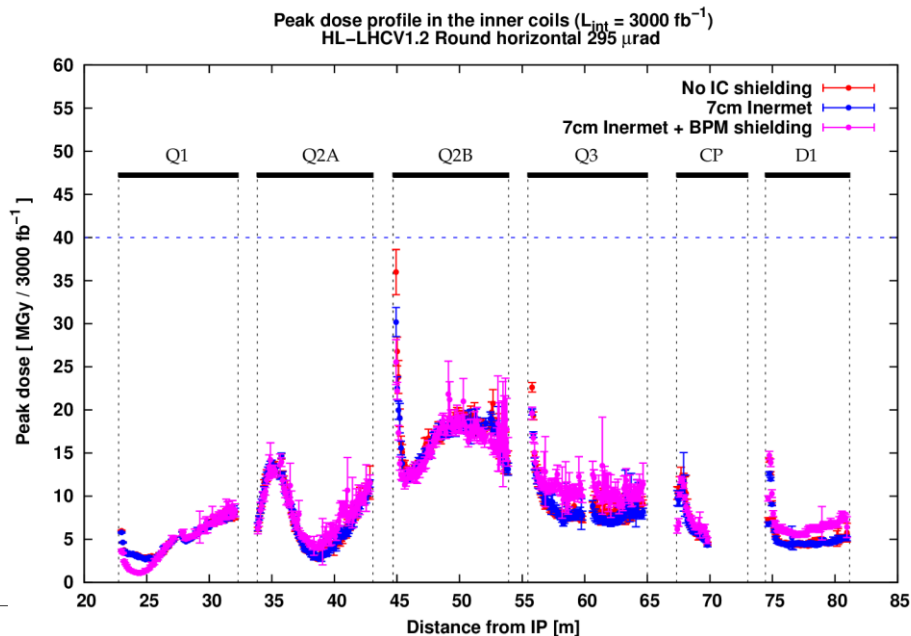 Peak dose profile in the inner coils (L_int = 3000 fb⁻¹)
HL−LHCV1.2 Round horizontal 295 μrad
No IC shielding
7cm Inermet
7cm Inermet + BPM shielding
Q1 Q2A Q2B Q3 CP D1
Peak dose [ MGy / 3000 fb⁻¹ ]
60
55
50
45
40
35
30
25
20
15
10
5
0
20 25 30 35 40 45 50 55 60 65 70 75 80 85
Distance from IP [m]